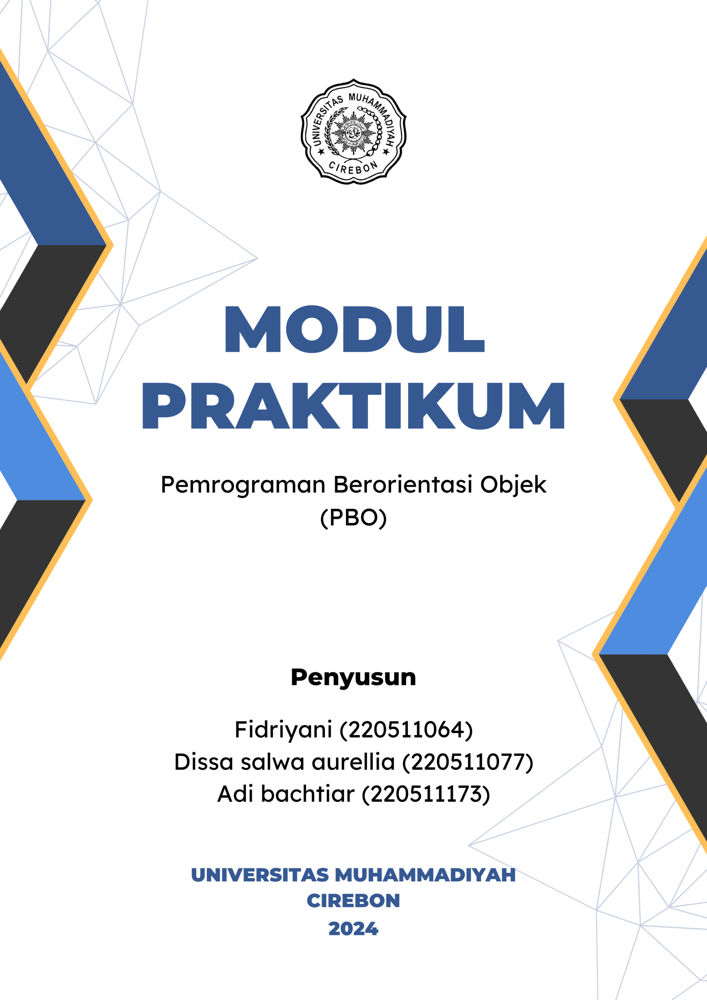 UNIVERSITAS MUHAMMADIYAH
CIREBON
MODUL
PRAKTIKUM
Pemrograman Berorientasi Objek
(PBO)
Penyusun
Fidriyani (220511064)
Dissa salwa aurellia (220511077)
Adi bachtiar (220511173)
UNIVERSITAS MUHAMMADIYAH
CIREBON
2024